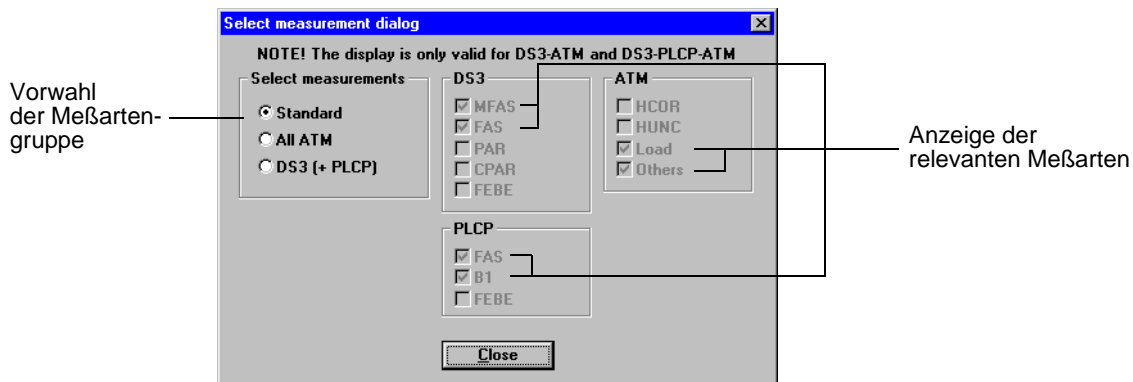 Select measurement dialog
NOTE! The display is only valid for DS3-ATM and DS3-PLCP-ATM
Vorwahl
der Meßarten-
gruppe
Select measurements
Standard
All ATM
DS3 (+ PLCP)
DS3
MFAS
FAS
PAR
CPAR
FEBE
ATM
HCOR
HUNC
Load
Others
PLCP
FAS
B1
FEBE
Anzeige der
relevanten Meßarten
Close